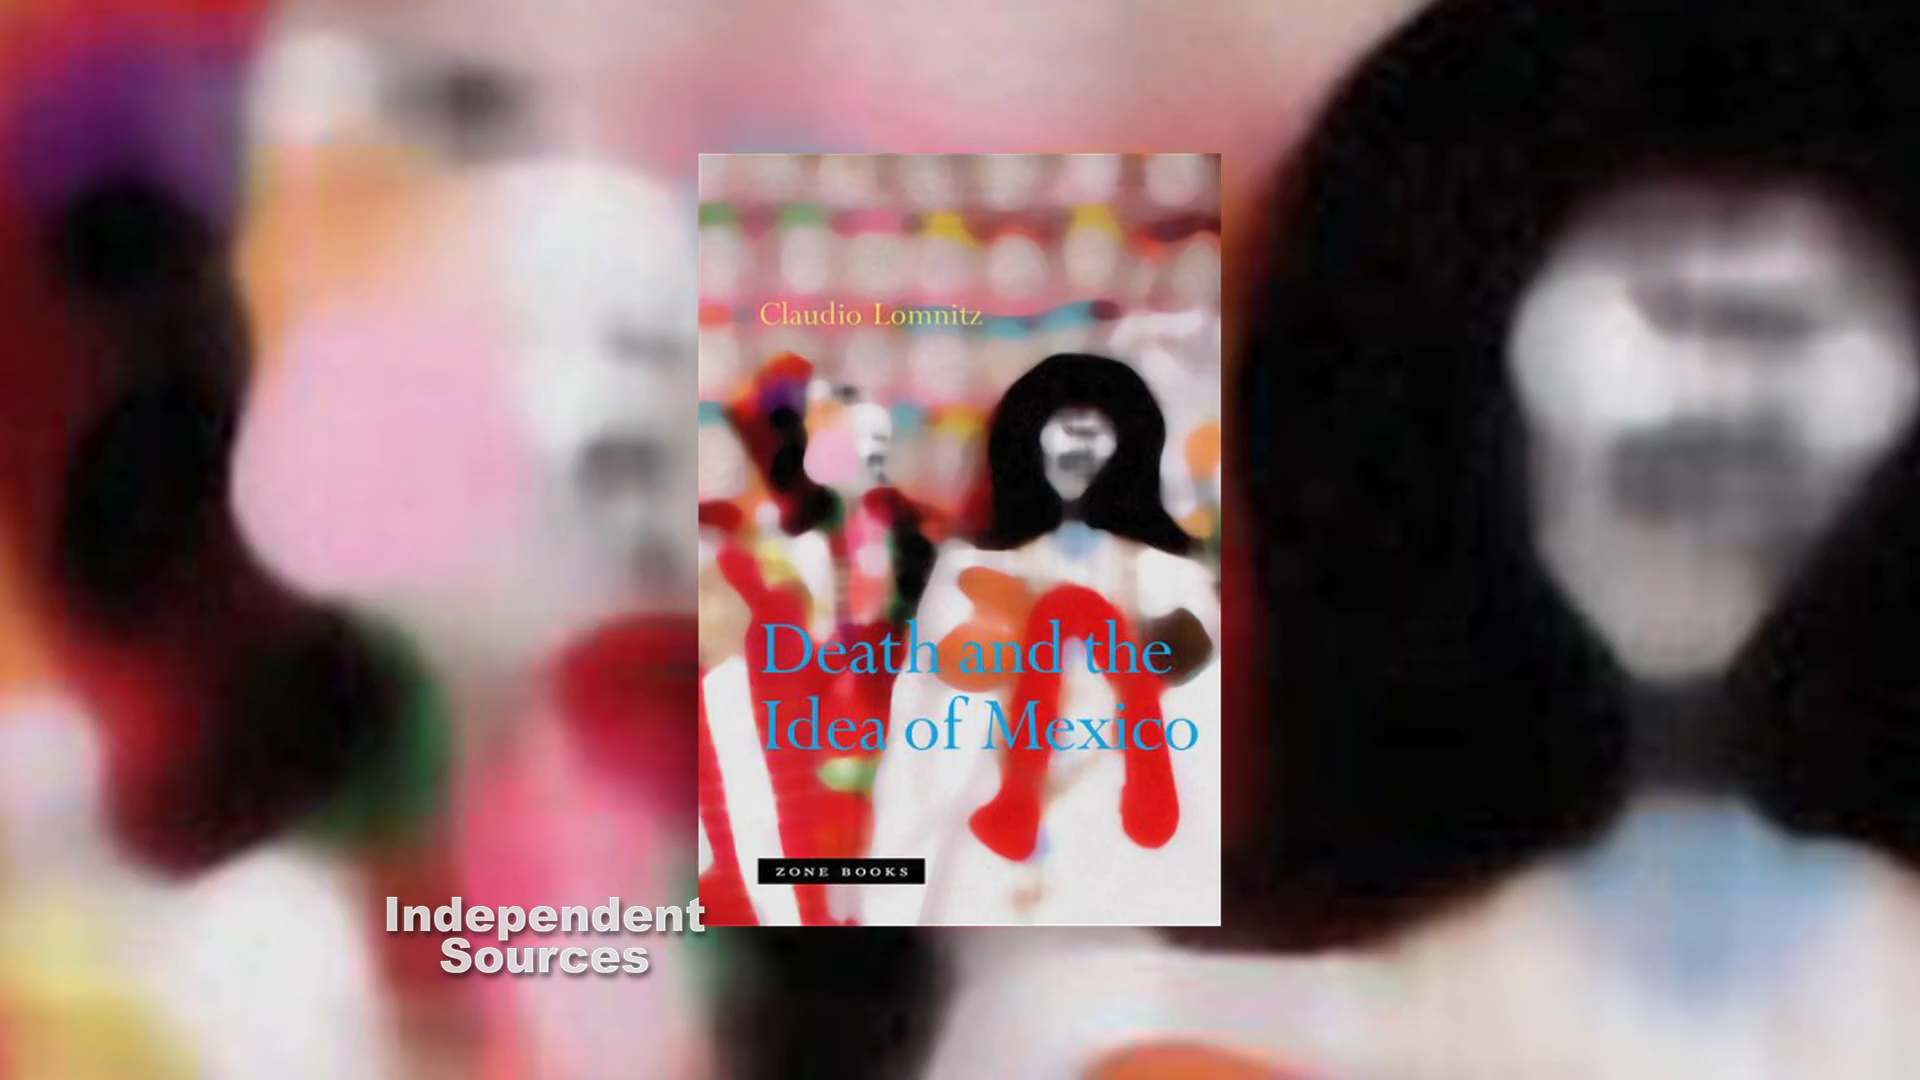 Claudio Lomnitz
Death and the
Idea of Mexico
ZONE BOOKS
Independent
Sources